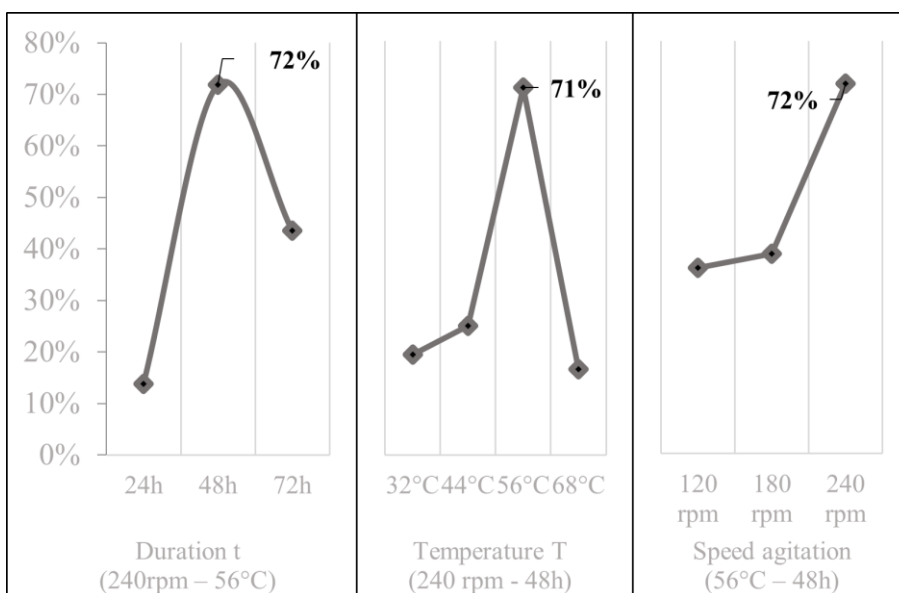 80%
70%
60%
50%
40%
30%
20%
10%
0%
72%
24h 48h 72h
Duration t
(240rpm – 56°C)
71%
32°C 44°C 56°C 68°C
Temperature T
(240 rpm - 48h)
72%
120 180 240
rpm rpm rpm
Speed agitation
(56°C – 48h)